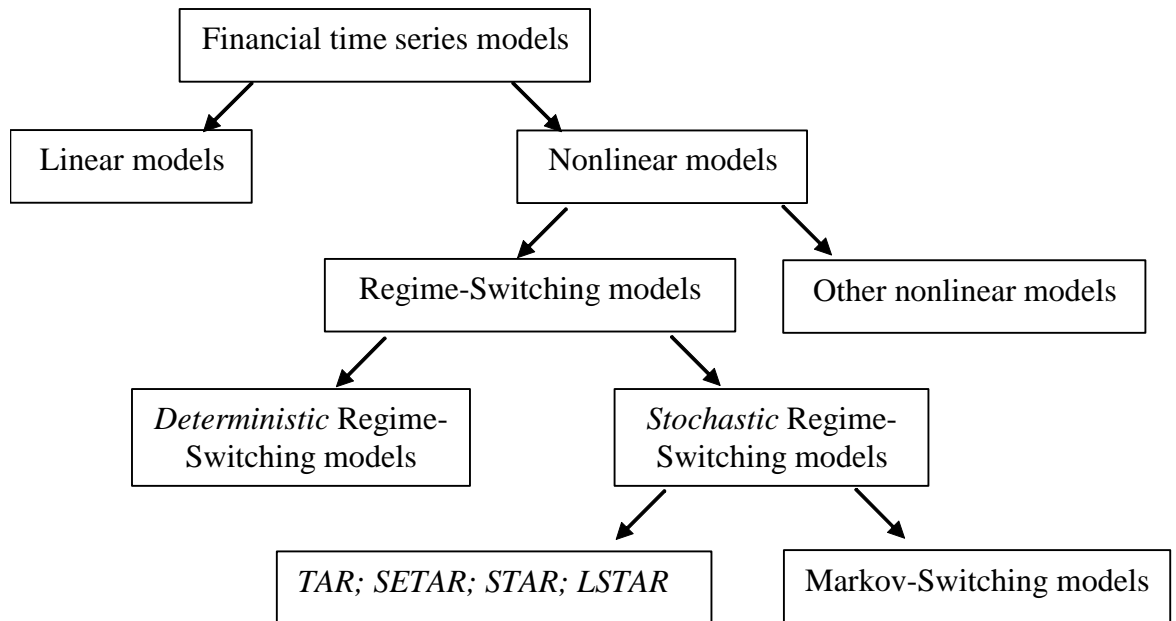 Financial time series models
Linear models
Nonlinear models
Regime-Switching models
Other nonlinear models
Deterministic Regime-
Switching models
Stochastic Regime-
Switching models
TAR; SETAR; STAR; LSTAR
Markov-Switching models